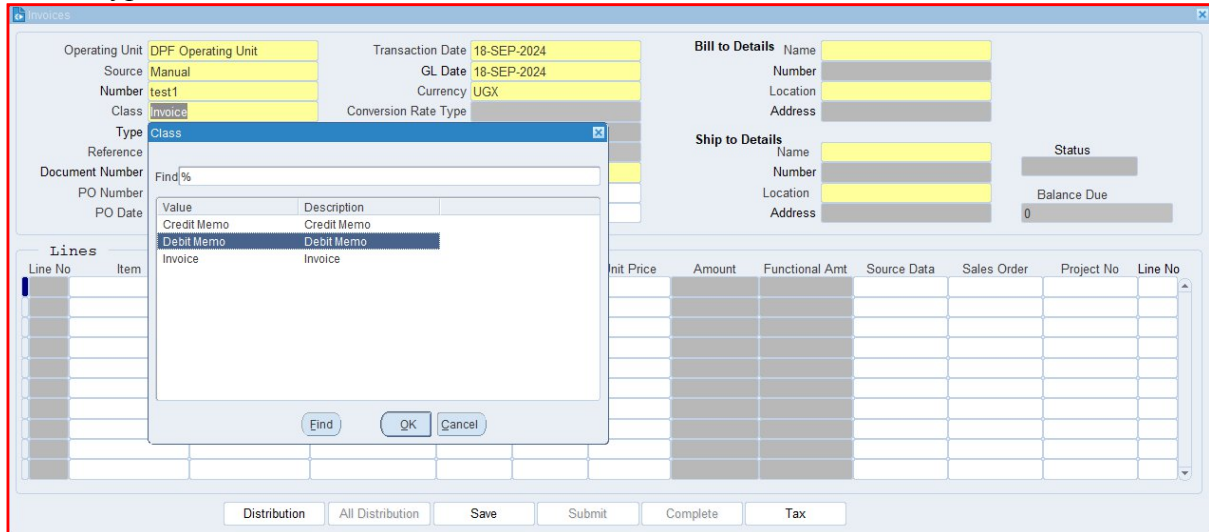 Invoices
Operating Unit DPF Operating Unit Transaction Date 18-SEP-2024 Bill to Details Name
Source Manual GL Date 18-SEP-2024 Number
Number test1 Currency UGX Location
Class Invoice Conversion Rate Type Address
Type Class
Ship to Details
Reference Name Status
Document Number Find % Number
PO Number Location Balance Due
PO Date Value Description Address 0
Credit Memo Credit Memo
Debit Memo Debit Memo
Invoice Invoice
Lines
Line No Item Unit Price Amount Functional Amt Source Data Sales Order Project No Line No
Find OK Cancel
Distribution All Distribution Save Submit Complete Tax